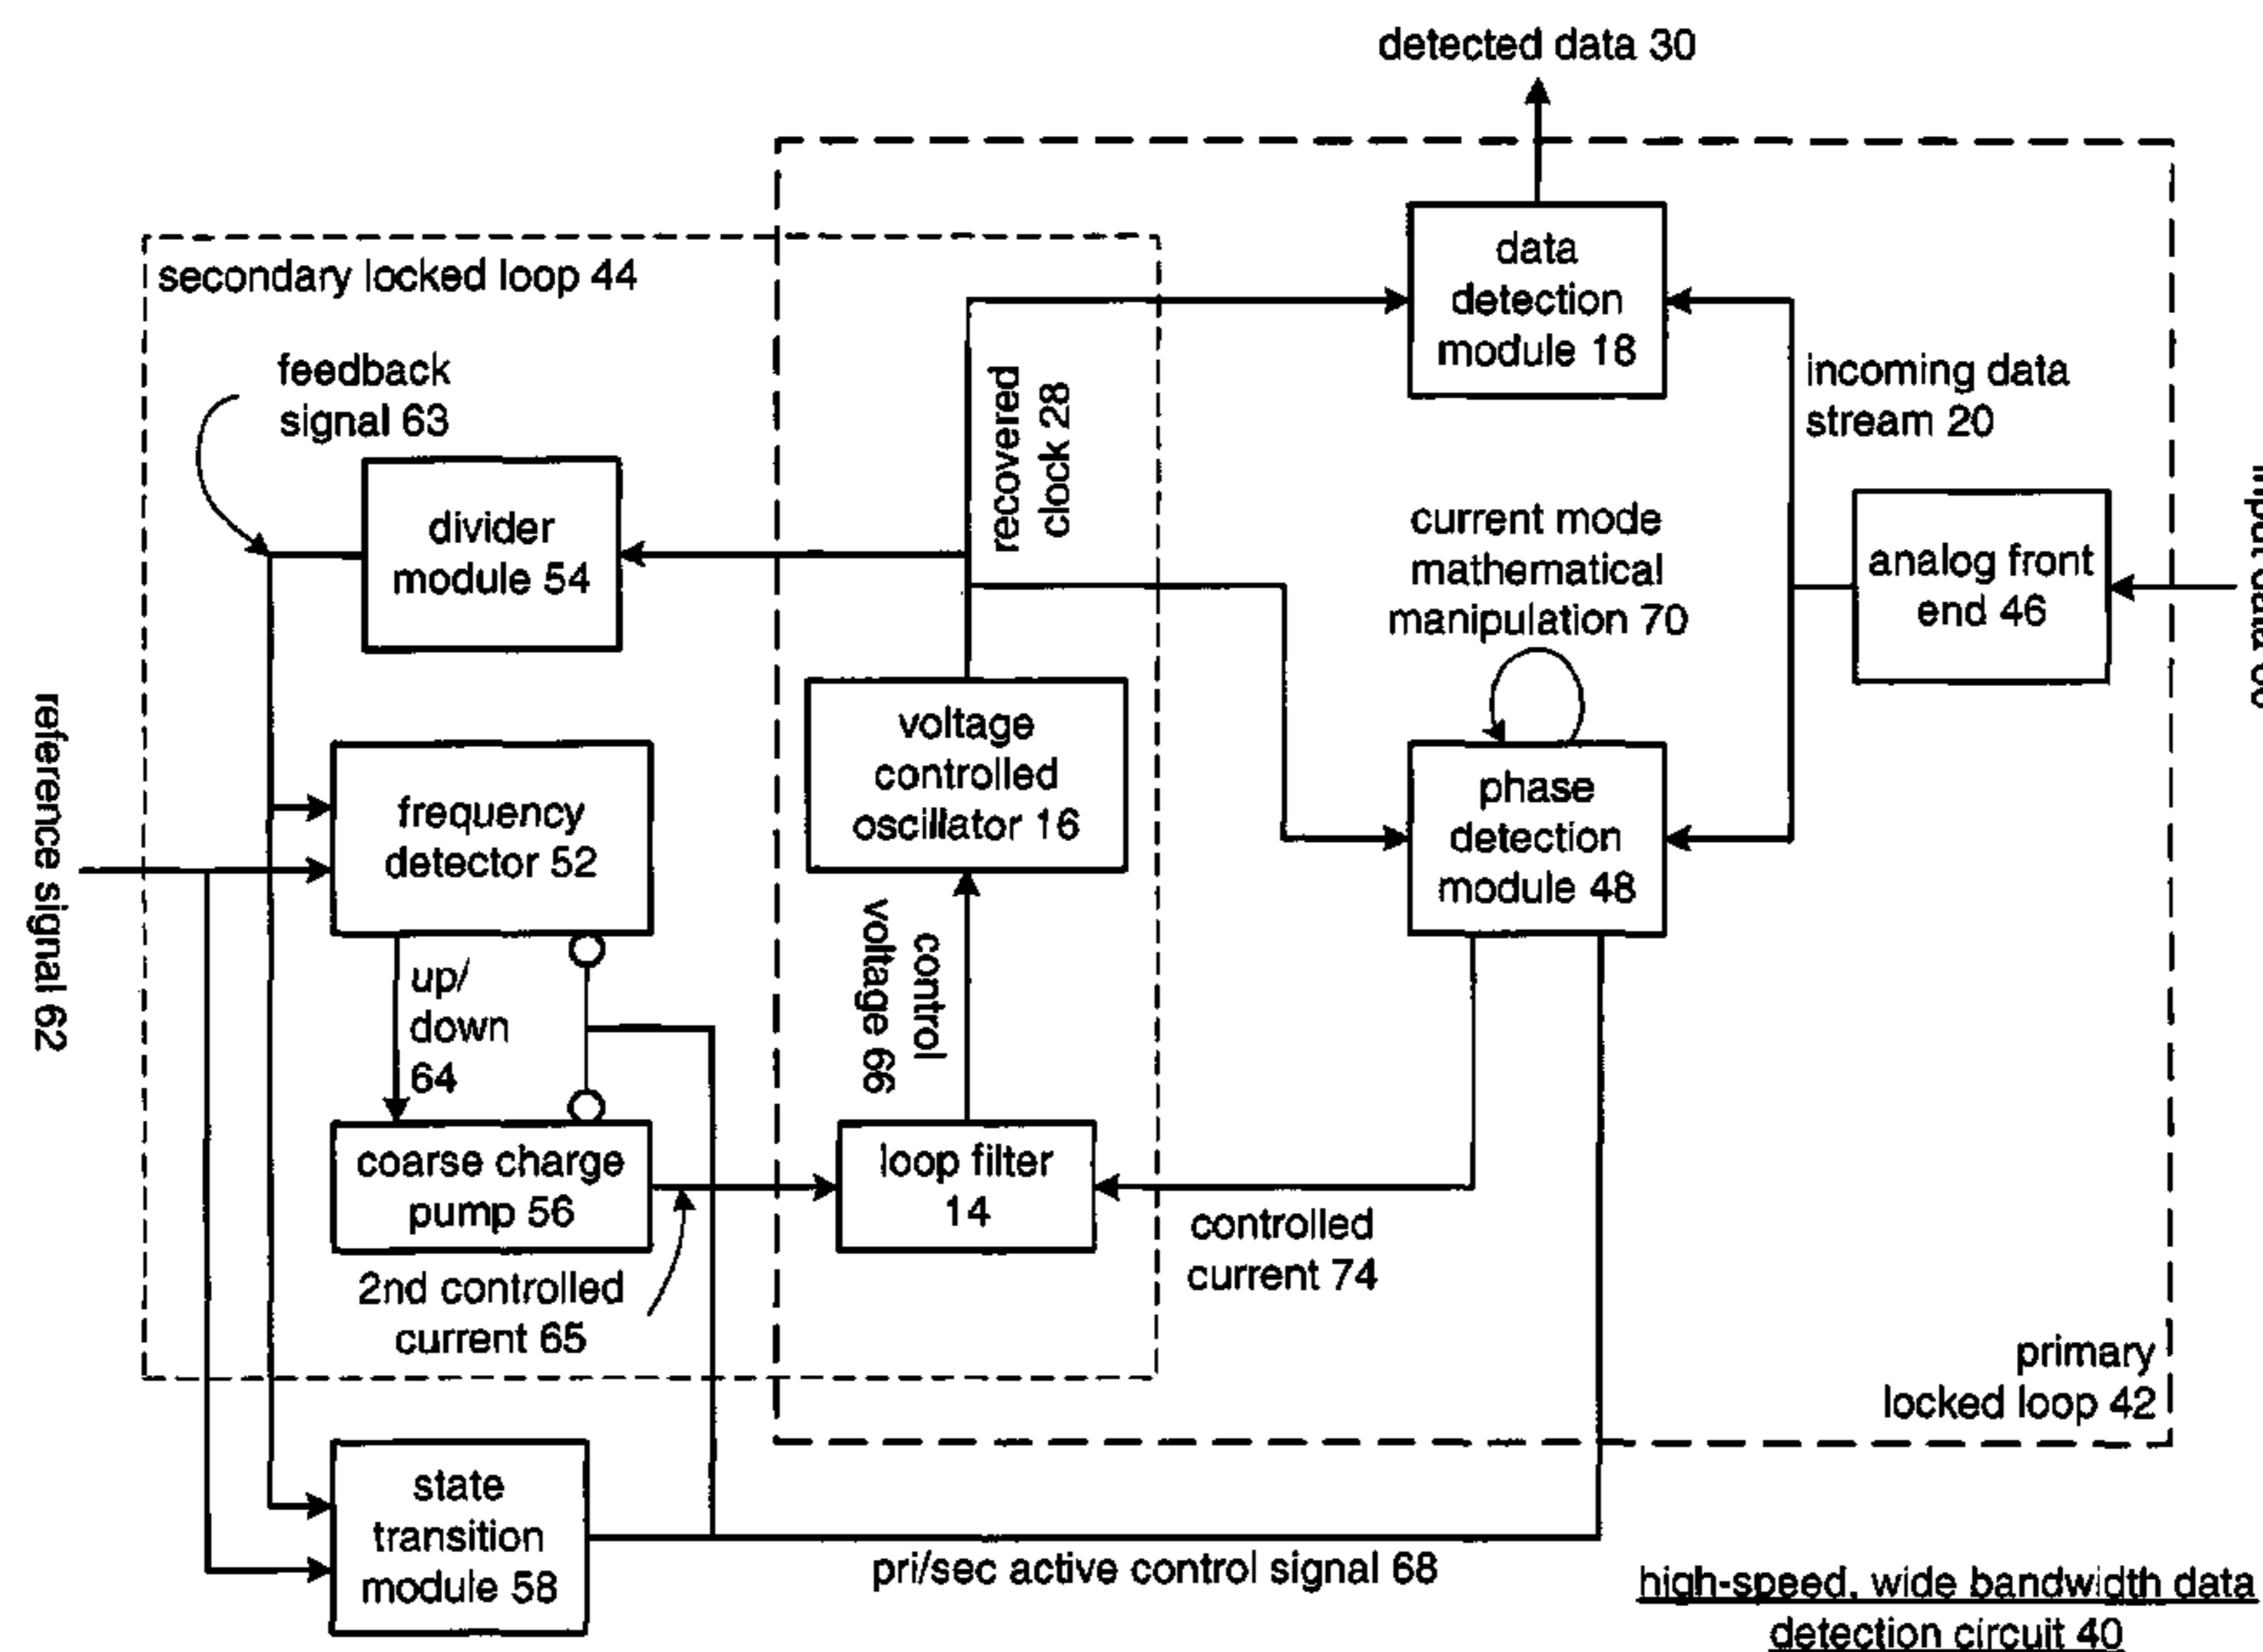 detected data 30
secondary locked loop 44
data
detection
module 18
feedback
signal 63
recovered
clock 28
incoming data
stream 20
divider
module 54
current mode
mathematical
manipulation 70
analog front
end 46
reference signal 62
frequency
detector 52
voltage
controlled
oscillator 16
phase
detection
module 48
up/
down
64
control
voltage 66
coarse charge
pump 56
loop filter
14
controlled
current 74
2nd controlled
current 65
primary
locked loop 42
state
transition
module 58
pri/sec active control signal 68
high-speed, wide bandwidth data
detection circuit 40